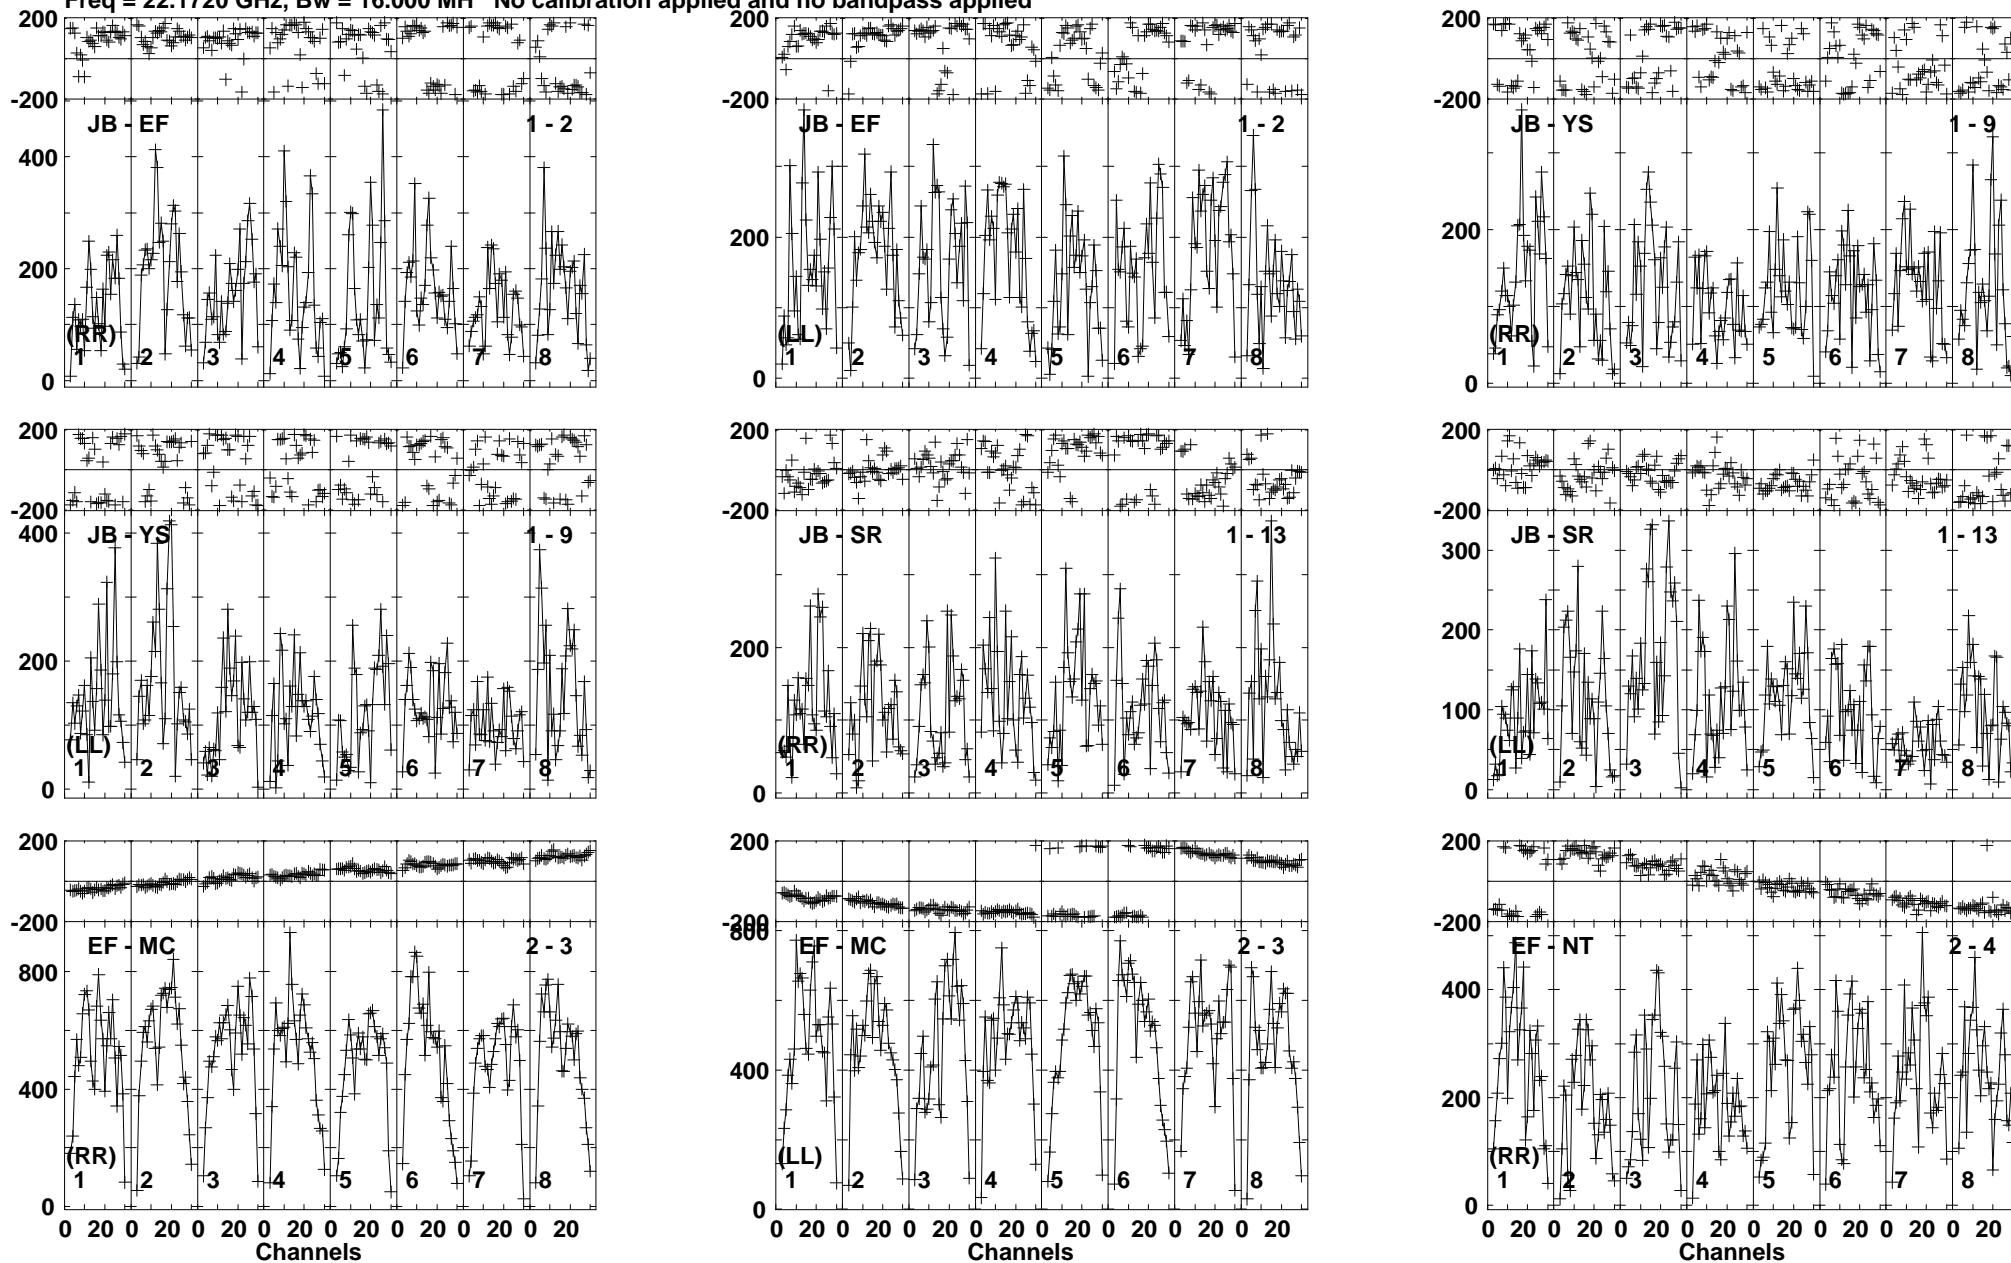 Freq = 22.1720 GHz, Bw = 16.000 MH No calibration applied and no bandpass applied
200 200 200
-200 -200 -200
JB - EF 1 - 2 JB - EF 1 - 2 JB - YS 1 - 9
400
200 200 200
(RR) (LL) (RR)
1 2 3 4 5 6 7 8 1 2 3 4 5 6 7 8 1 2 3 4 5 6 7 8
0 0 0
200 200 200
-200 -200 -200
JB - YS 1 - 9 JB - SR 1 - 13 JB - SR 1 - 13
400 300
200 200 200
100
(LL) (RR) (LL)
1 2 3 4 5 6 7 8 1 2 3 4 5 6 7 8 1 2 3 4 5 6 7 8
0 0 0
200 200 200
-200 -200 -200
800
EF - MC 2 - 3 EF - MC 2 - 3 EF - NT 2 - 4
800 400
400 400 200
(RR) (LL) (RR)
1 2 3 4 5 6 7 8 1 2 3 4 5 6 7 8 1 2 3 4 5 6 7 8
0 0 0
0 20 0 20 0 20 0 20 0 20 0 20 0 20 0 20 0 20 0 20 0 20 0 20 0 20 0 20 0 20 0 20 0 20 0 20 0 20 0 20 0 20 0 20 0 20 0 20
Channels Channels Channels